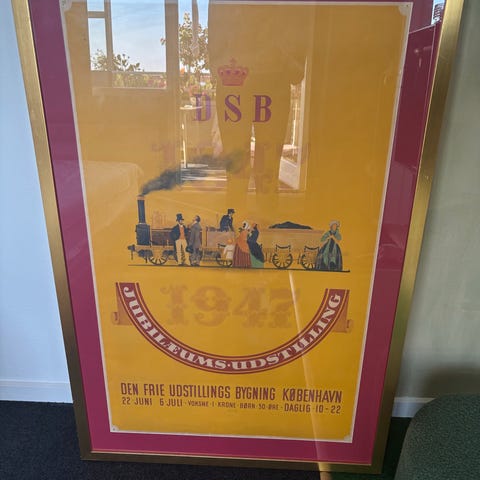 DSB
1947
JUBILÆUMS·UDSTILLING
DEN FRIE UDSTILLINGS BYGNING KØBENHAVN
22 JUNI 6 JULI · VOKSNE 1 KRONE · BØRN · 50 · ØRE · DAGLIG · 10 - 22